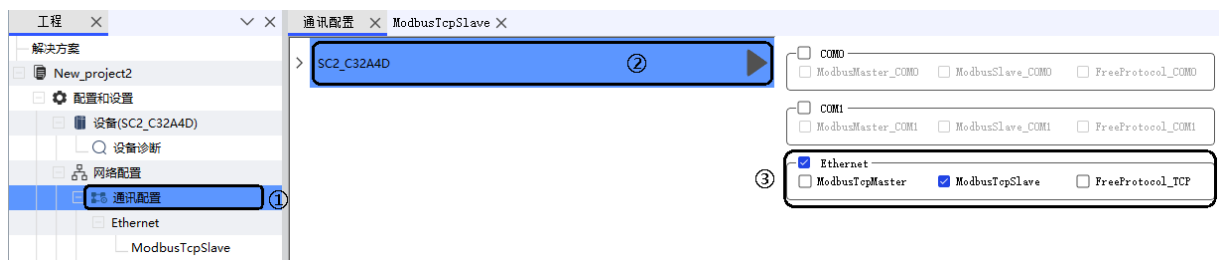 工程
通讯配置
ModbusTcpSlave
解决方案
New_project2
配置和设置
设备(SC2_C32A4D)
设备诊断
网络配置
通讯配置
①
Ethernet
ModbusTcpSlave
SC2_C32A4D
②
COM0
ModbusMaster_COM0 ModbusSlave_COM0 FreeProtocol_COM0
COM1
ModbusMaster_COM1 ModbusSlave_COM1 FreeProtocol_COM1
③
Ethernet
ModbusTcpMaster ModbusTcpSlave FreeProtocol_TCP